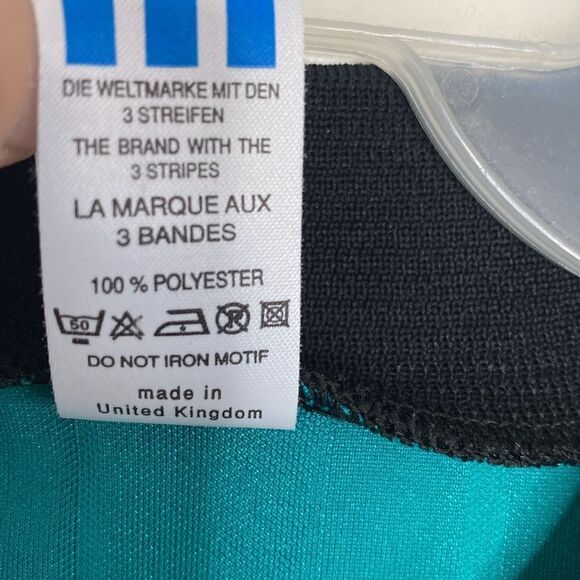 DIE WELTMARKE MIT DEN
3 STREIFEN
THE BRAND WITH THE
3 STRIPES
LA MARQUE AUX
3 BANDES
100 % POLYESTER
50 R
DO NOT IRON MOTIF
made in
United Kingdom